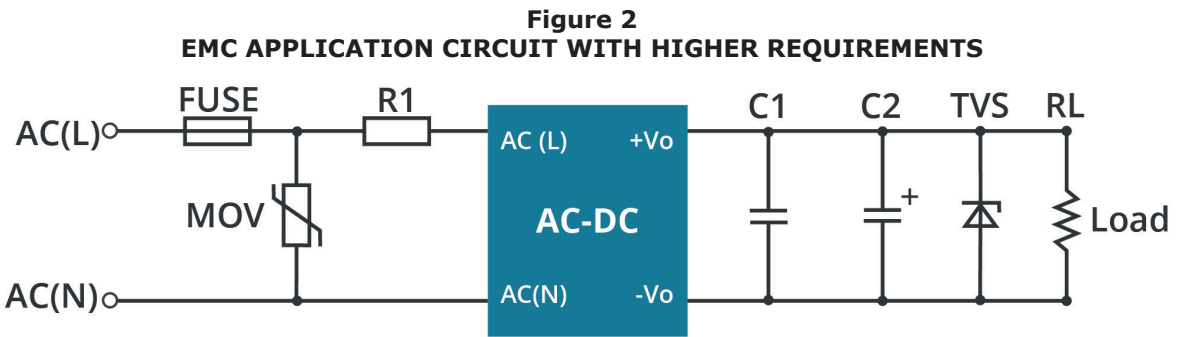 Figure 2
EMC APPLICATION CIRCUIT WITH HIGHER REQUIREMENTS
FUSE R1 C1 C2 TVS RL
AC(L) AC (L) +Vo
+
MOV AC-DC Load
AC(N) AC(N) -Vo